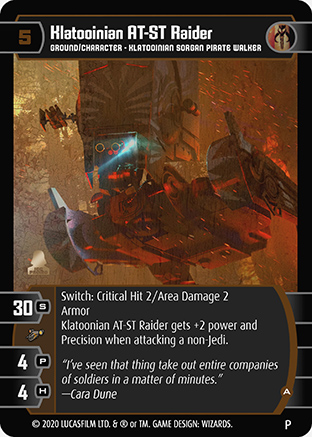 5
Klatooinian AT-ST Raider
GROUND/CHARACTER • KLATOOINIAN SORGAN PIRATE WALKER
Switch: Critical Hit 2/Area Damage 2
30 S
Armor
Klatoonian AT-ST Raider gets +2 power and
Precision when attacking a non-Jedi.
4 P
“I’ve seen that thing take out entire companies
of soldiers in a matter of minutes.”
4 H
—Cara Dune
A
© 2020 LUCASFILM LTD. & ® OR TM. GAME DESIGN: WIZARDS.
P